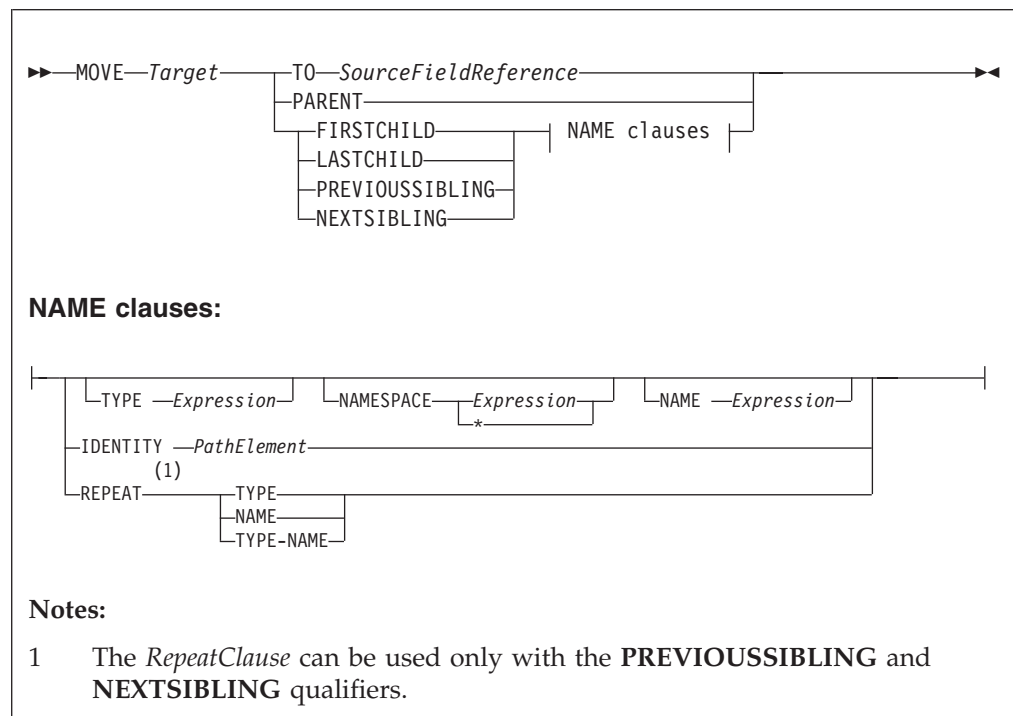 MOVE Target TO SourceFieldReference
PARENT
FIRSTCHILD NAME clauses
LASTCHILD
PREVIOUSSIBLING
NEXTSIBLING
NAME clauses:
TYPE Expression NAMESPACE Expression NAME Expression
*
IDENTITY PathElement
(1)
REPEAT TYPE
NAME
TYPE-NAME
Notes:
1 The RepeatClause can be used only with the PREVIOUSSIBLING and
NEXTSIBLING qualifiers.